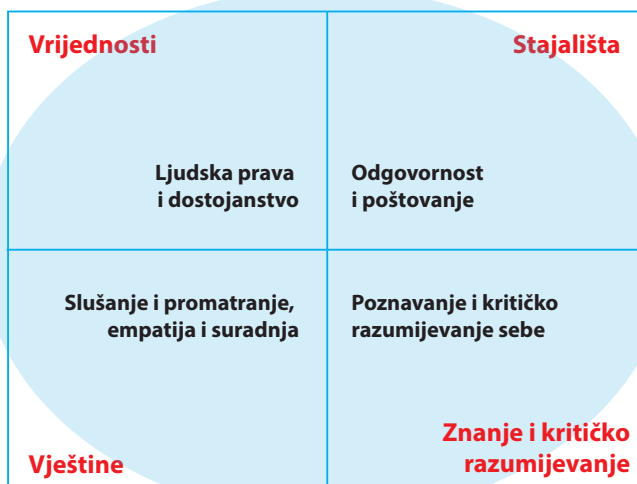 Vrijednosti
Stajališta
Ljudska prava
i dostojanstvo
Odgovornost
i poštovanje
Slušanje i promatranje,
empatija i suradnja
Poznavanje i kritičko
razumijevanje sebe
Vještine
Znanje i kritičko
razumijevanje